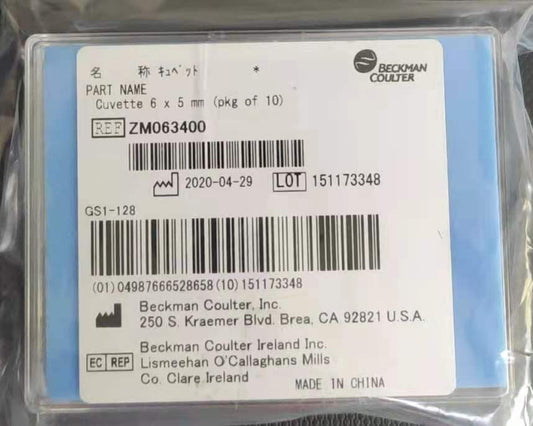 名 称 キュベット *
BECKMAN
COULTER
PART NAME
Cuvette 6 x 5 mm (pkg of 10)
REF ZM063400
2020-04-29 LOT 151173348
GS1-128
(01)04987666528658(10)151173348
Beckman Coulter, Inc.
250 S. Kraemer Blvd. Brea, CA 92821 U.S.A.
EC REP
Beckman Coulter Ireland Inc.
Lismeehan O'Callaghans Mills
Co. Clare.Ireland
MADE IN CHINA